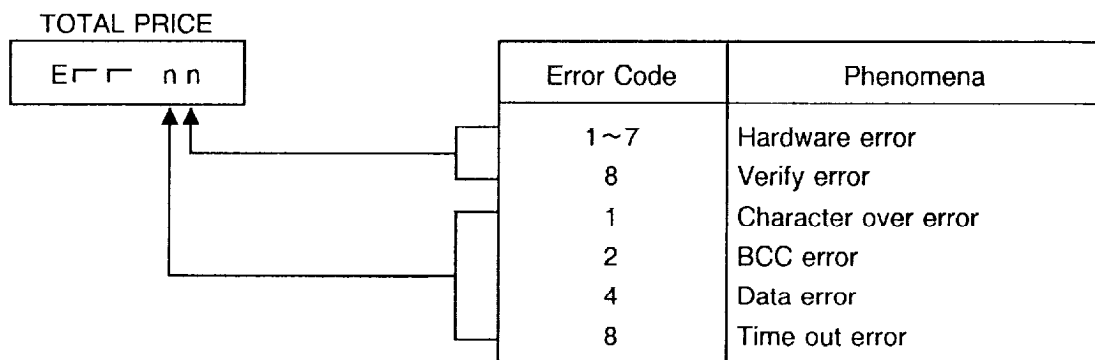 TOTAL PRICE
Err nn
Error Code Phenomena
1~7 Hardware error
8 Verify error
1 Character over error
2 BCC error
4 Data error
8 Time out error